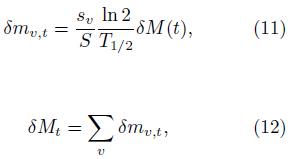 δm_{v,t} = \frac{s_v}{S} \frac{\ln 2}{T_{1/2}} δM(t), (11)
δM_t = \sum_v δm_{v,t}, (12)